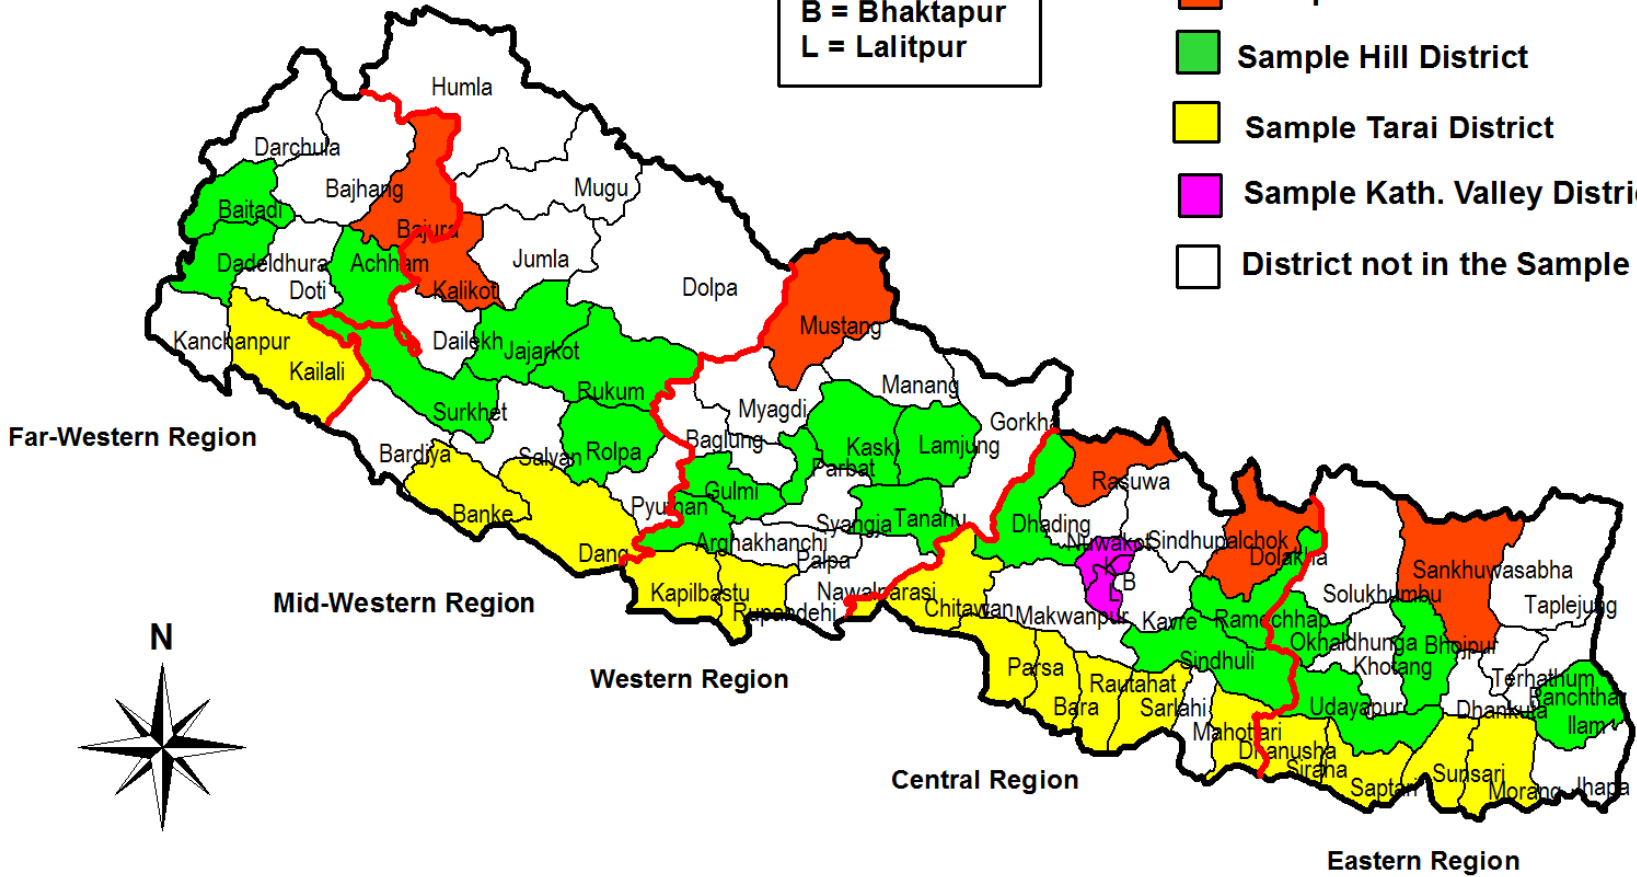 B = Bhaktapur
L = Lalitpur
Sample Hill District
Sample Tarai District
Sample Kath. Valley Distri
District not in the Sample
Humla
Darchula
Bajhang
Mugu
Baitadi
Bajura
Dadeldhura
Achham
Jumla
Doti
Kalikot
Dolpa
Mustang
Kanchanpur
Dailekh
Jajarkot
Kailali
Rukum
Manang
Surkhet
Myagdi
Gorkha
Far-Western Region
Baglung
Kaski
Lamjung
Bardiya
Salyan
Rolpa
Parbat
Rasuwa
Gulmi
Pyuthan
Banke
Syangja
Tanahu
Dhading
Arghakhanchi
Nuwakot
Sindhupalchok
Dang
Palpa
Dolakha
K
B
L
Sankhuwasabha
Kapilbastu
Nawalparasi
Solukhumbu
Taplejung
Mid-Western Region
Rupandehi
Chitawan
Makwanpur
Kavre
Ramechhap
N
Okhaldhunga
Bhojpur
Khotang
Sindhuli
Parsa
Terhathum
Western Region
Rautahat
Panchthar
Bara
Sarlahi
Udayapur
Dhankuta
Ilam
Mahottari
Dhanusha
Siraha
Sunsari
Central Region
Saptari
Morang
Jhapa
Eastern Region